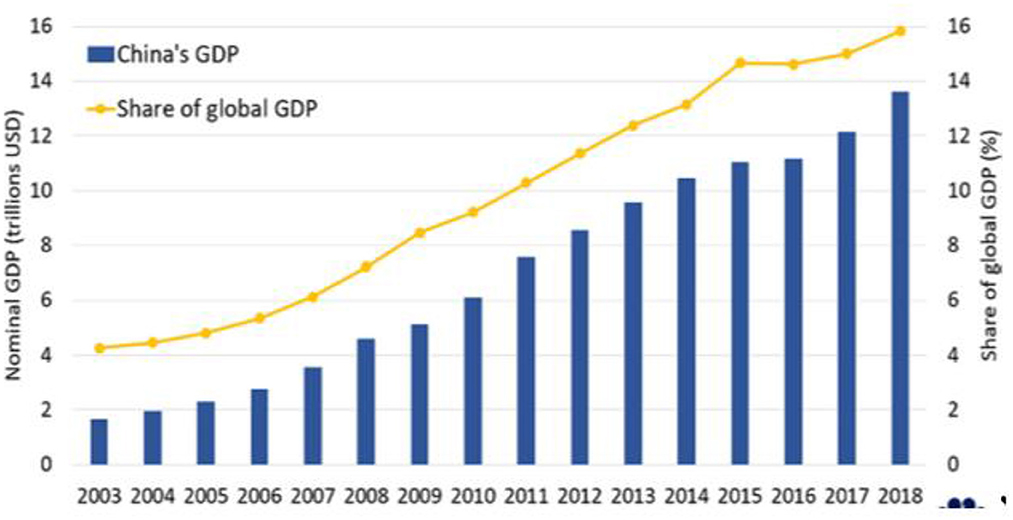 16 16
China's GDP
14 14
Share of global GDP
12 12
10 10
8 8
6 6
4 4
2 2
0 0
Nominal GDP (trillions USD)
Share of global GDP (%)
2003 2004 2005 2006 2007 2008 2009 2010 2011 2012 2013 2014 2015 2016 2017 2018